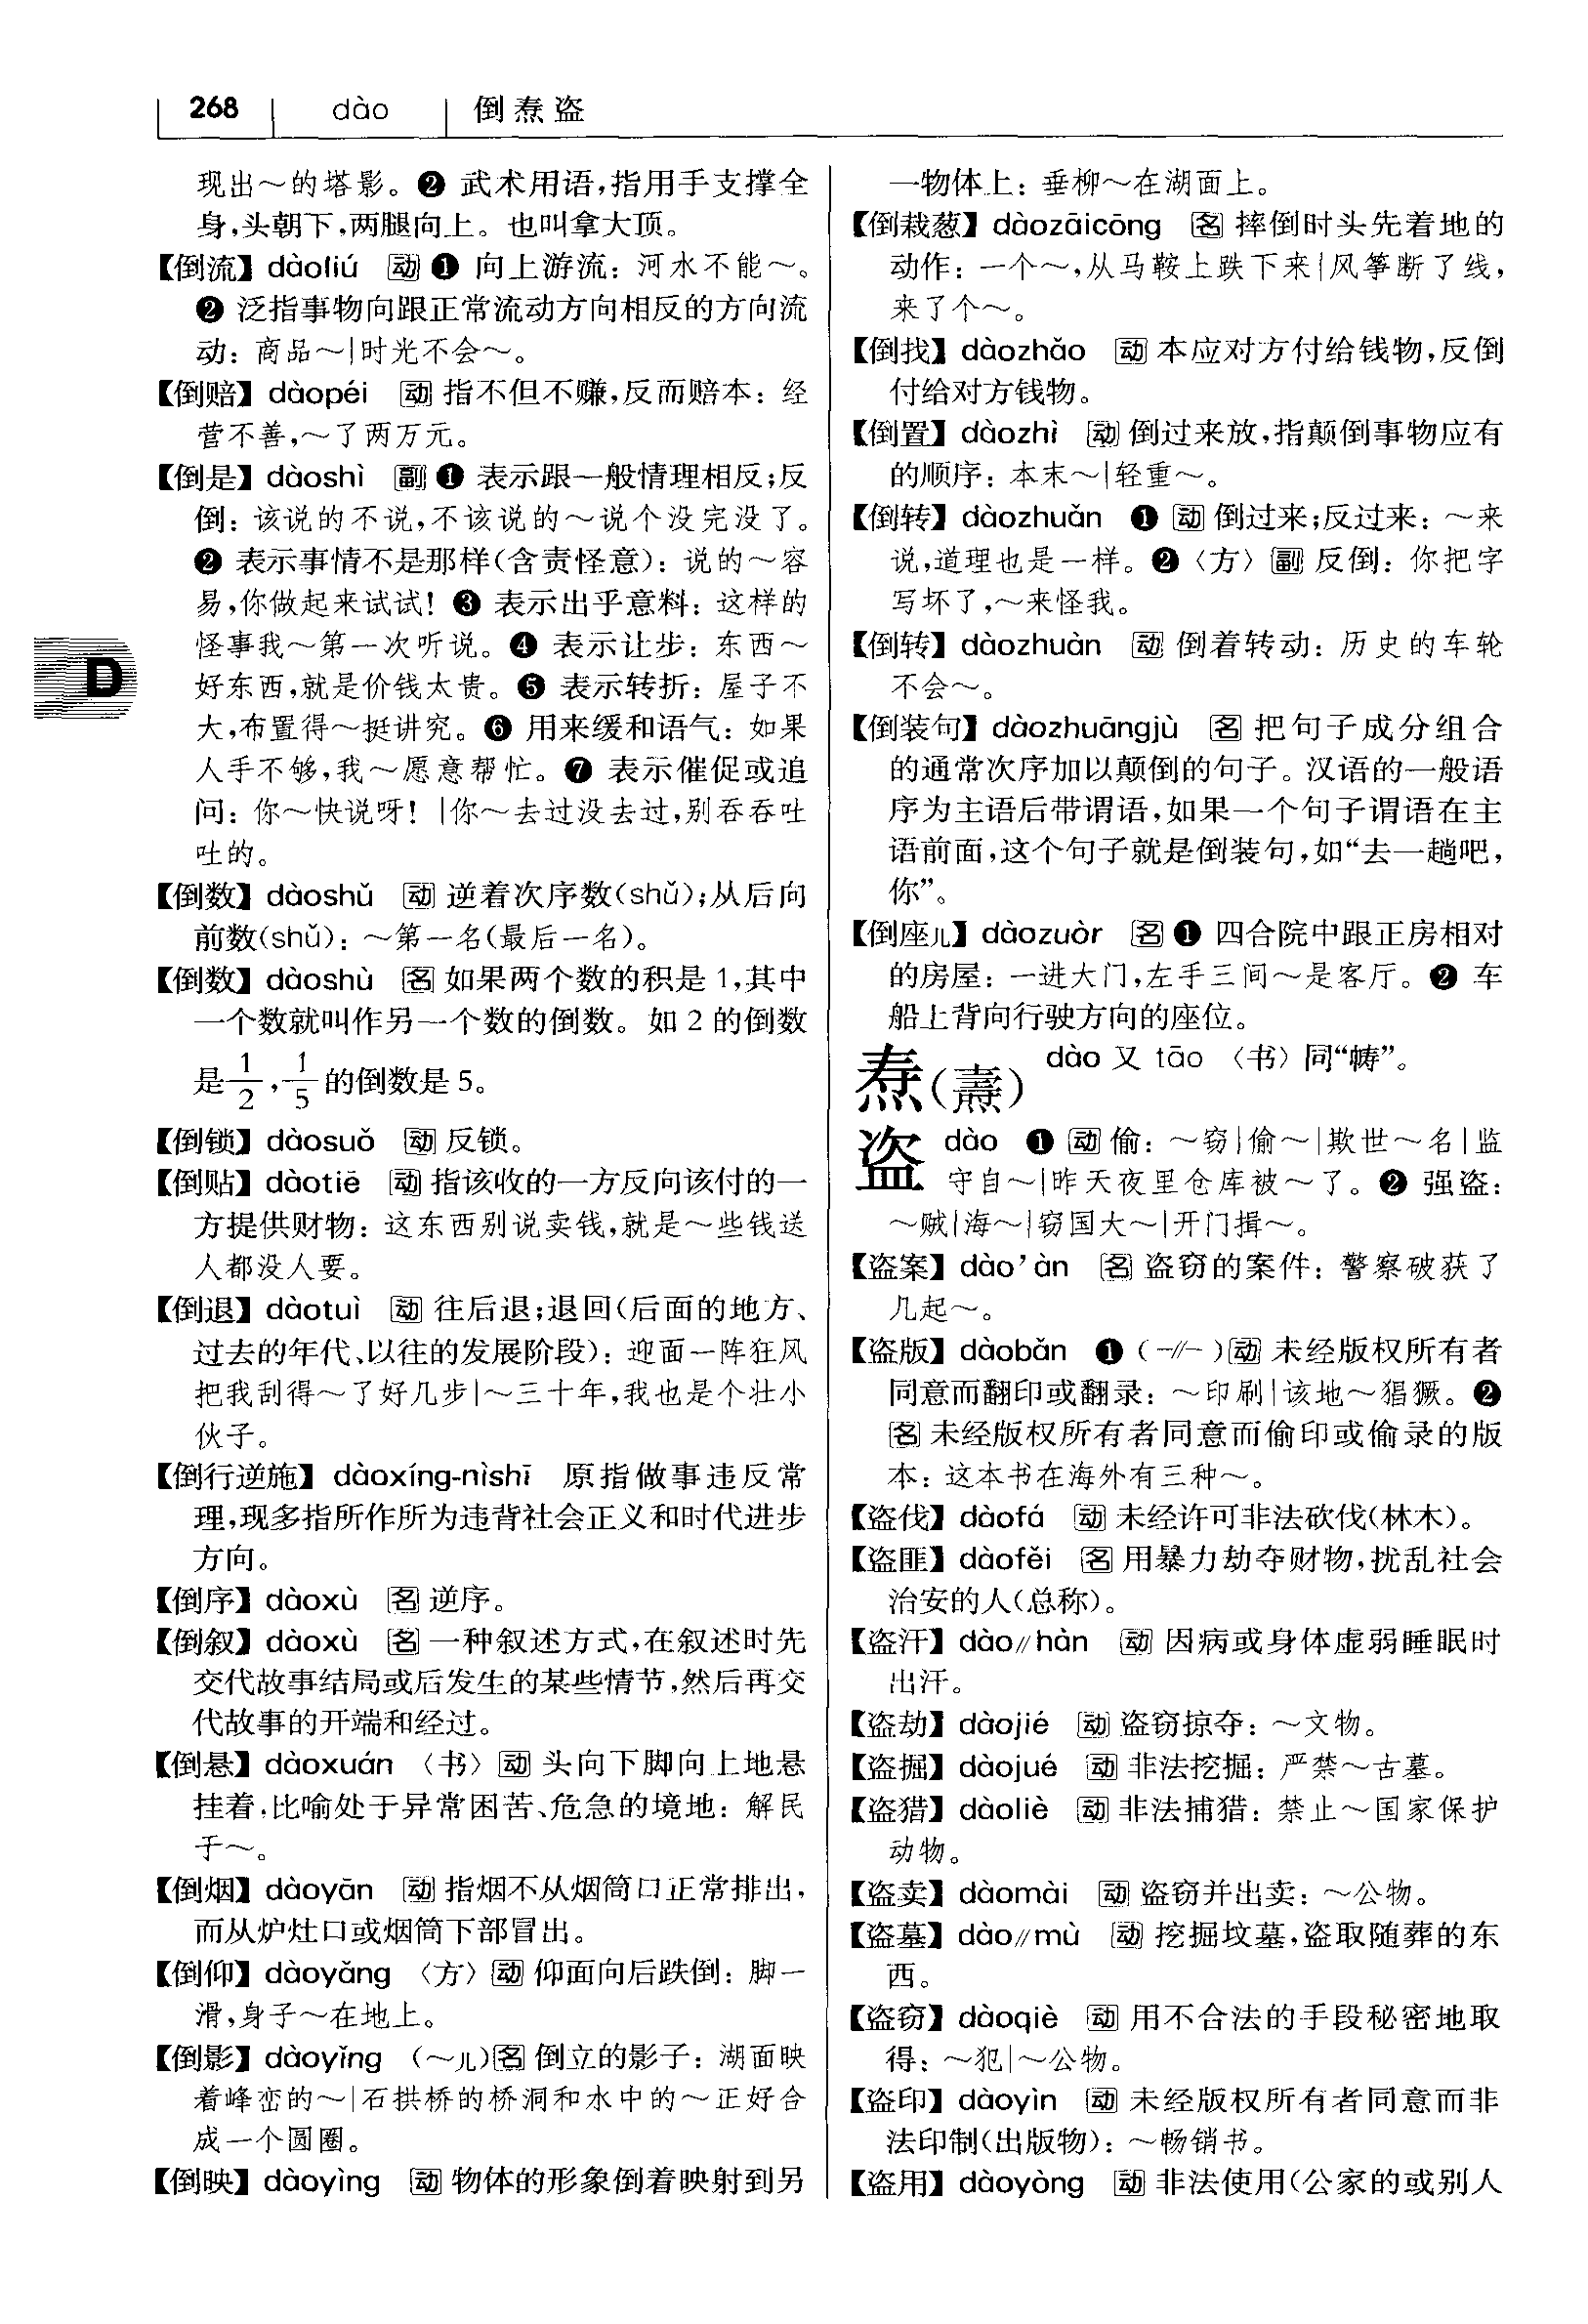 268 dào 倒焘盗
现出～的塔影。❷ 武术用语,指用手支撑全
身,头朝下,两腿向上。也叫拿大顶。
【倒流】dàoliú 动❶ 向上游流：河水不能～。
❷ 泛指事物向跟正常流动方向相反的方向流
动：商品～|时光不会～。
【倒赔】dàopéi 动 指不但不赚,反而赔本：经
营不善,～了两万元。
【倒是】dàoshì 副❶ 表示跟一般情理相反;反
倒：该说的不说,不该说的～说个没完没了。
❷ 表示事情不是那样(含责怪意)：说的～容
易,你做起来试试！❸ 表示出乎意料：这样的
怪事我～第一次听说。❹ 表示让步：东西～
好东西,就是价钱太贵。❺ 表示转折：屋子不
大,布置得～挺讲究。❻ 用来缓和语气：如果
人手不够,我～愿意帮忙。❼ 表示催促或追
问：你～快说呀！|你～去过没去过,别吞吞吐
吐的。
【倒数】dàoshǔ 动 逆着次序数(shǔ);从后向
前数(shǔ)：～第一名(最后一名)。
【倒数】dàoshù 名 如果两个数的积是1,其中
一个数就叫作另一个数的倒数。如2的倒数
是1/2,1/5的倒数是5。
【倒锁】dàosuǒ 动 反锁。
【倒贴】dàotiē 动 指该收的一方反向该付的一
方提供财物：这东西别说卖钱,就是～些钱送
人都没人要。
【倒退】dàotuì 动 往后退;退回(后面的地方、
过去的年代、以往的发展阶段)：迎面一阵狂风
把我刮得～了好几步|～三十年,我也是个壮小
伙子。
【倒行逆施】dàoxíng-nìshī 原指做事违反常
理,现多指所作所为违背社会正义和时代进步
方向。
【倒序】dàoxù 名 逆序。
【倒叙】dàoxù 名 一种叙述方式,在叙述时先
交代故事结局或后发生的某些情节,然后再交
代故事的开端和经过。
【倒悬】dàoxuán 〈书〉动 头向下脚向上地悬
挂着,比喻处于异常困苦、危急的境地：解民
于～。
【倒烟】dàoyān 动 指烟不从烟筒口正常排出,
而从炉灶口或烟筒下部冒出。
【倒仰】dàoyǎng 〈方〉动 仰面向后跌倒：脚一
滑,身子～在地上。
【倒影】dàoyǐng （～儿）名 倒立的影子：湖面映
着峰峦的～|石拱桥的桥洞和水中的～正好合
成一个圆圈。
【倒映】dàoyìng 动 物体的形象倒着映射到另
D
一物体上：垂柳～在湖面上。
【倒栽葱】dàozāicōng 名 摔倒时头先着地的
动作：一个～,从马鞍上跌下来|风筝断了线,
来了个～。
【倒找】dàozhǎo 动 本应对方付给钱物,反倒
付给对方钱物。
【倒置】dàozhì 动 倒过来放,指颠倒事物应有
的顺序：本末～|轻重～。
【倒转】dàozhuǎn ❶ 动 倒过来;反过来：～来
说,道理也是一样。❷〈方〉副 反倒：你把字
写坏了,～来怪我。
【倒转】dàozhuàn 动 倒着转动：历史的车轮
不会～。
【倒装句】dàozhuāngjù 名 把句子成分组合
的通常次序加以颠倒的句子。汉语的一般语
序为主语后带谓语,如果一个句子谓语在主
语前面,这个句子就是倒装句,如“去一趟吧,
你”。
【倒座儿】dàozuòr 名❶ 四合院中跟正房相对
的房屋：一进大门,左手三间～是客厅。❷ 车
船上背向行驶方向的座位。
焘(燾) dào 又 tāo 〈书〉同“帱”。
盗 dào ❶ 动 偷：～窃|偷～|欺世～名|监
守自～|昨天夜里仓库被～了。❷ 强盗：
～贼|海～|窃国大～|开门揖～。
【盗案】dào’àn 名 盗窃的案件：警察破获了
几起～。
【盗版】dàobǎn ❶（-//-）动 未经版权所有者
同意而翻印或翻录：～印刷|该地～猖獗。❷
名 未经版权所有者同意而偷印或偷录的版
本：这本书在海外有三种～。
【盗伐】dàofá 动 未经许可非法砍伐(林木)。
【盗匪】dàofěi 名 用暴力劫夺财物,扰乱社会
治安的人(总称)。
【盗汗】dào//hàn 动 因病或身体虚弱睡眠时
出汗。
【盗劫】dàojié 动 盗窃掠夺：～文物。
【盗掘】dàojué 动 非法挖掘：严禁～古墓。
【盗猎】dàoliè 动 非法捕猎：禁止～国家保护
动物。
【盗卖】dàomài 动 盗窃并出卖：～公物。
【盗墓】dào//mù 动 挖掘坟墓,盗取随葬的东
西。
【盗窃】dàoqiè 动 用不合法的手段秘密地取
得：～犯|～公物。
【盗印】dàoyìn 动 未经版权所有者同意而非
法印制(出版物)：～畅销书。
【盗用】dàoyòng 动 非法使用(公家的或别人